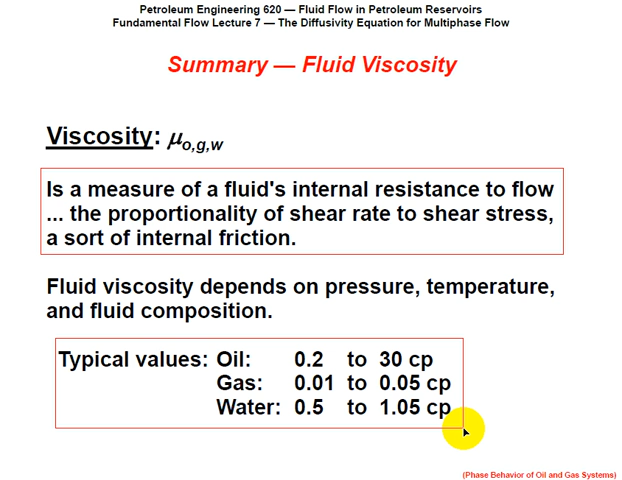 Petroleum Engineering 620 — Fluid Flow in Petroleum Reservoirs
Fundamental Flow Lecture 7 — The Diffusivity Equation for Multiphase Flow
Summary — Fluid Viscosity
Viscosity: μo,g,w
Is a measure of a fluid's internal resistance to flow
... the proportionality of shear rate to shear stress,
a sort of internal friction.
Fluid viscosity depends on pressure, temperature,
and fluid composition.
Typical values: Oil: 0.2 to 30 cp
Gas: 0.01 to 0.05 cp
Water: 0.5 to 1.05 cp
(Phase Behavior of Oil and Gas Systems)